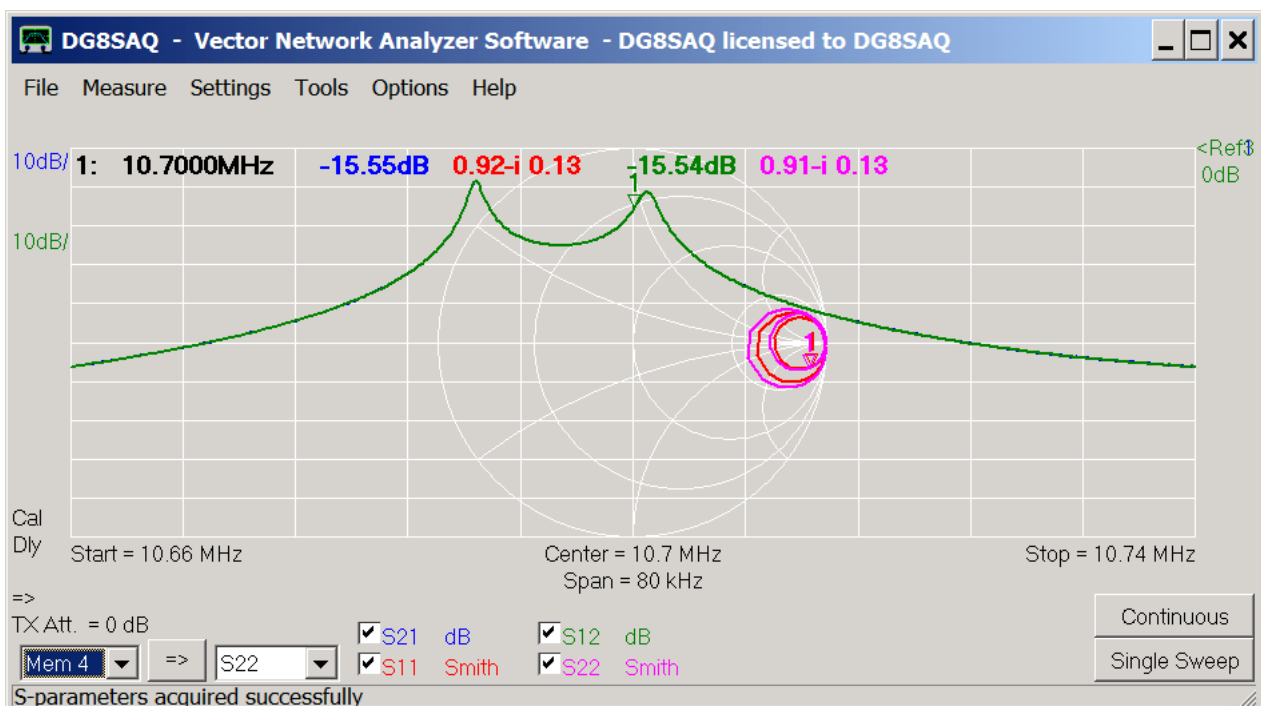 DG8SAQ - Vector Network Analyzer Software - DG8SAQ licensed to DG8SAQ
File Measure Settings Tools Options Help
10dB/ 1: 10.7000MHz -15.55dB 0.92-i 0.13 -15.54dB 0.91-i 0.13 <Ref
0dB
1
10dB/
1
Cal
Dly
Start = 10.66 MHz Center = 10.7 MHz Stop = 10.74 MHz
Span = 80 kHz
=>
TX Att. = 0 dB
Continuous
S21 dB S12 dB
Mem 4 => S22 S11 Smith S22 Smith Single Sweep
S-parameters acquired successfully